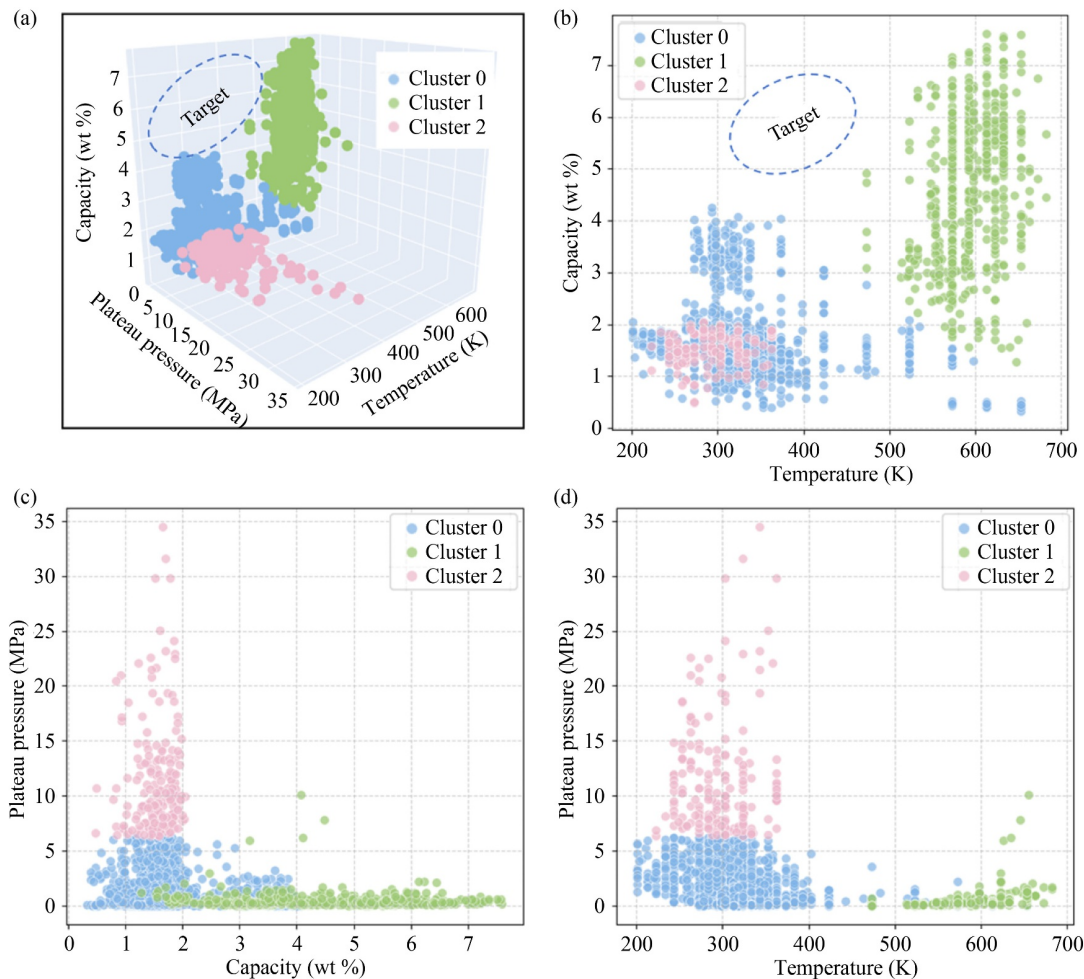 (a)
Capacity (wt %)
7
6
5
4
3
2
1
0
5
10
15
20
25
30
35
Plateau pressure (MPa)
200
300
400
500
600
Temperature (K)
Target
Cluster 0
Cluster 1
Cluster 2
(b)
Capacity (wt %)
7
6
5
4
3
2
1
0
200 300 400 500 600 700
Temperature (K)
Target
Cluster 0
Cluster 1
Cluster 2
(c)
Plateau pressure (MPa)
35
30
25
20
15
10
5
0
0 1 2 3 4 5 6 7
Capacity (wt %)
Cluster 0
Cluster 1
Cluster 2
(d)
Plateau pressure (MPa)
35
30
25
20
15
10
5
0
200 300 400 500 600 700
Temperature (K)
Cluster 0
Cluster 1
Cluster 2